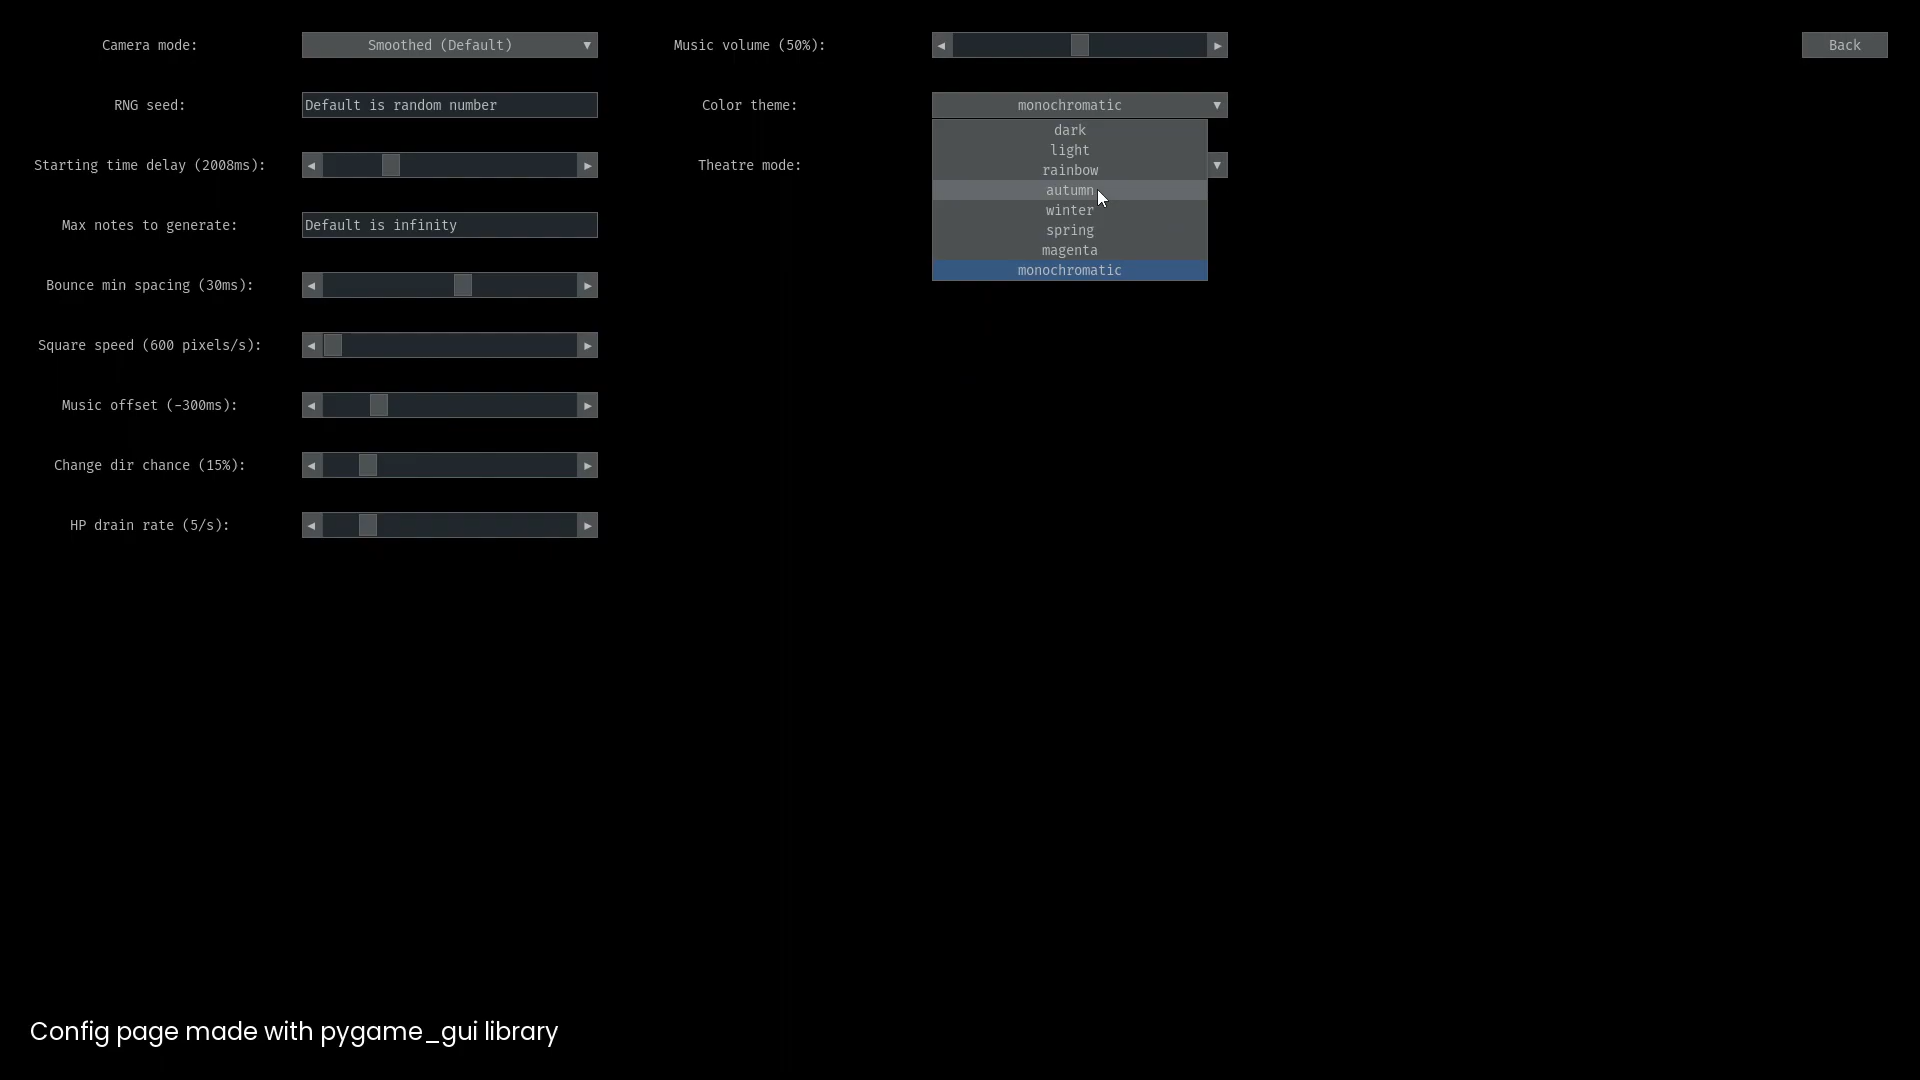 Camera mode:
Smoothed (Default)
RNG seed:
Default is random number
Starting time delay (2008ms):
Max notes to generate:
Default is infinity
Bounce min spacing (30ms):
Square speed (600 pixels/s):
Music offset (-300ms):
Change dir chance (15%):
HP drain rate (5/s):
Music volume (50%):
Color theme:
monochromatic
dark
light
rainbow
autumn
winter
spring
magenta
monochromatic
Theatre mode:
Back
Config page made with pygame_gui library